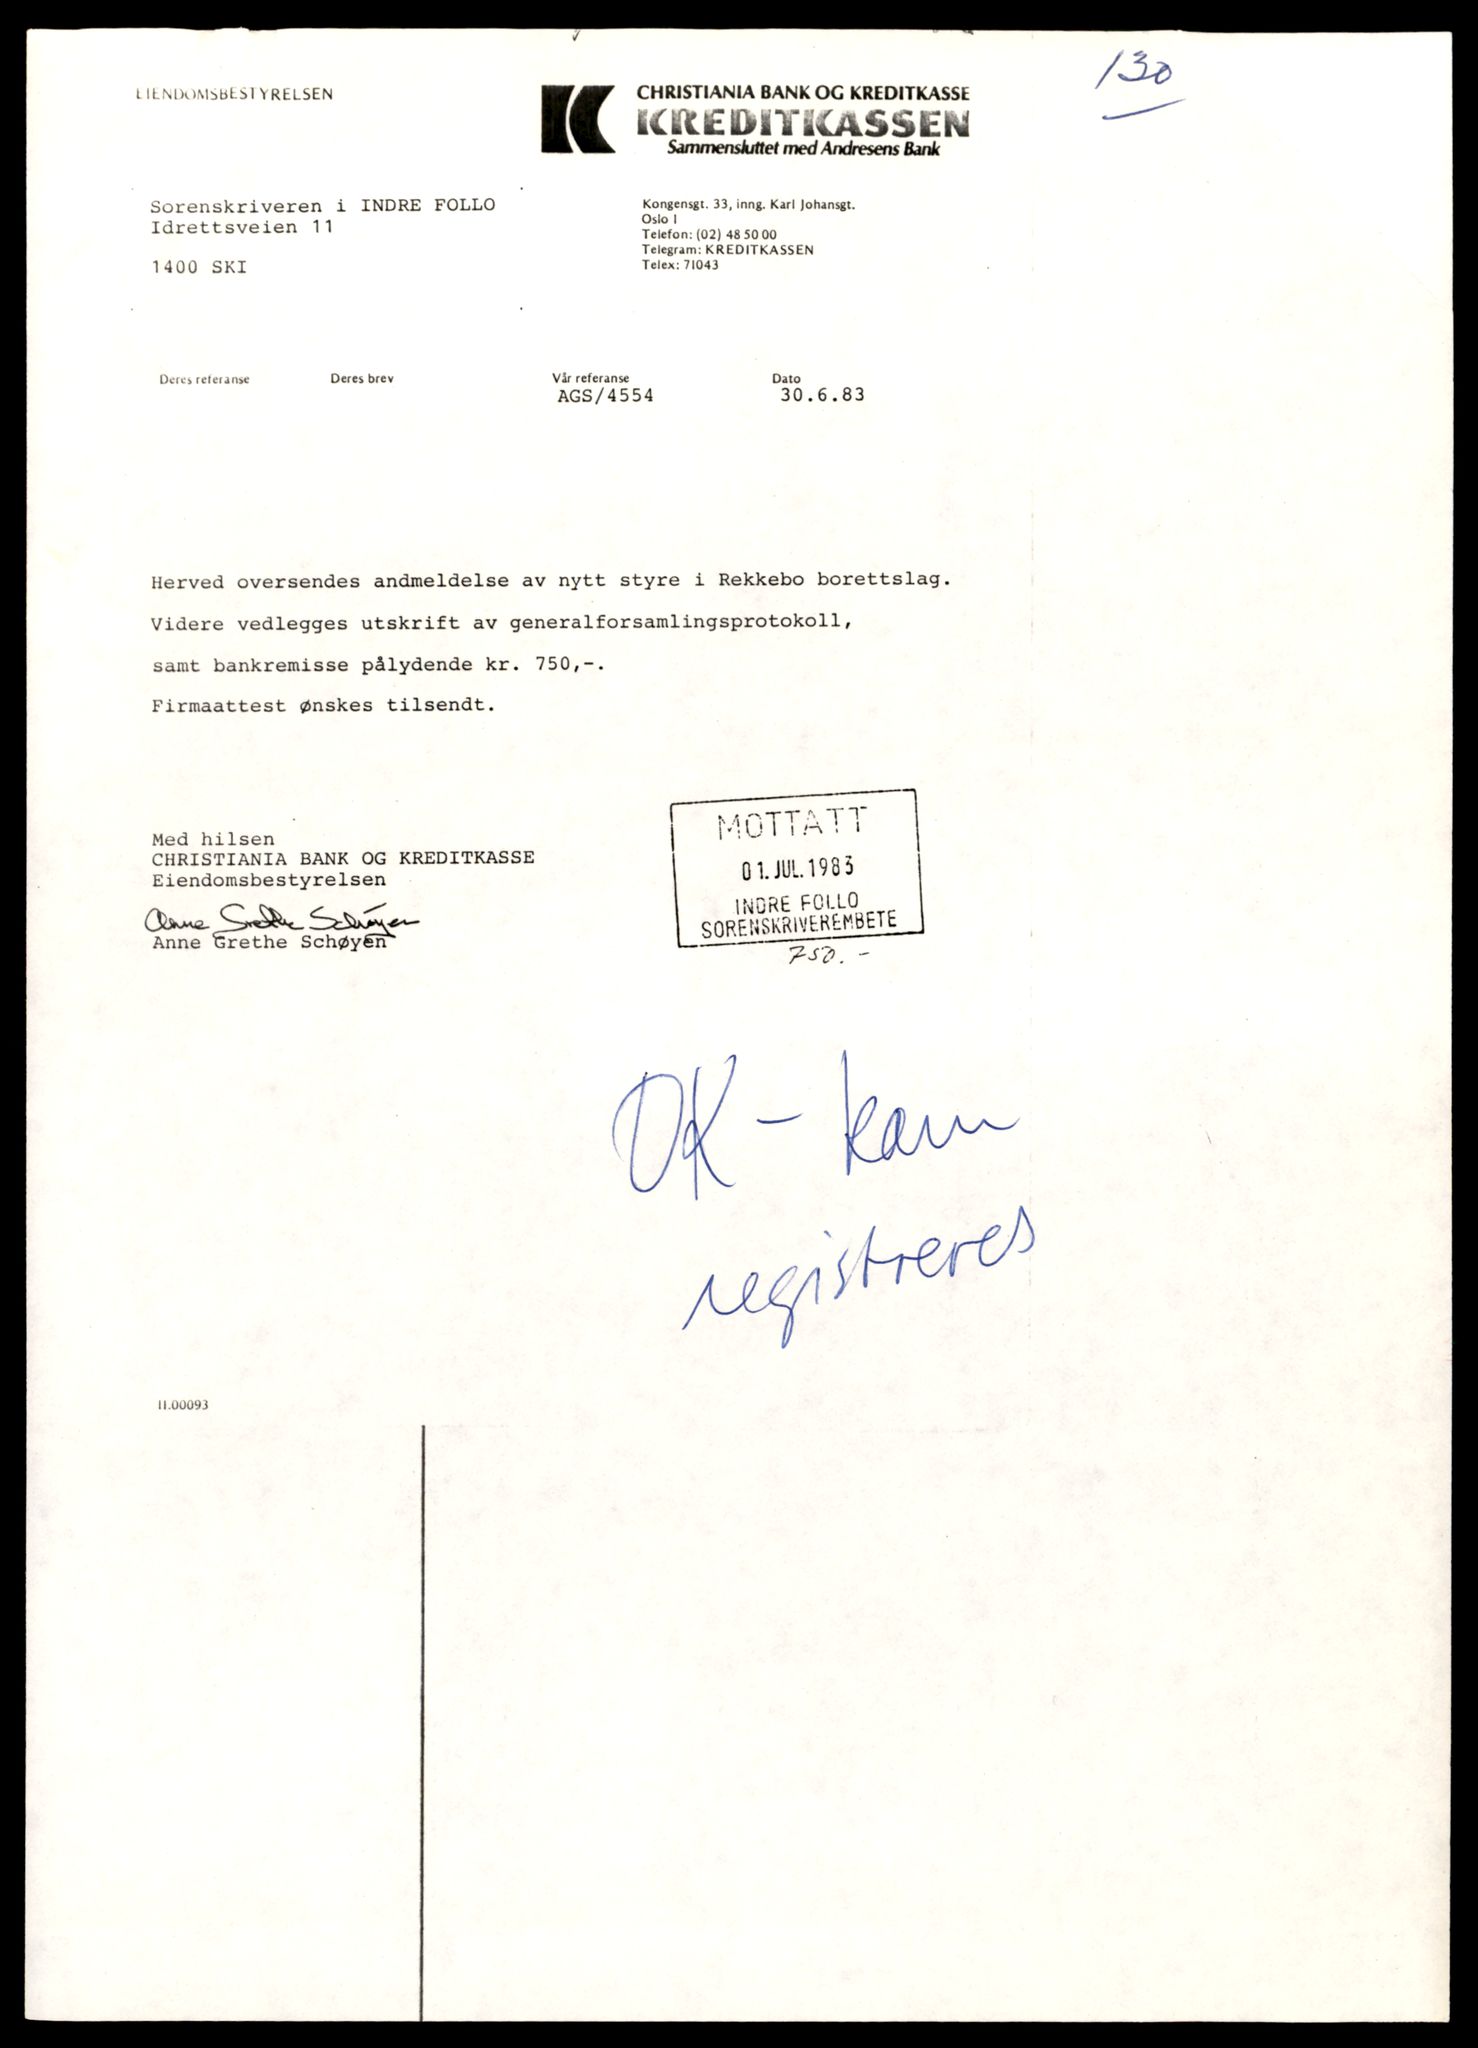 130
EIENDOMSBESTYRELSEN
CHRISTIANIA BANK OG KREDITKASSE
KREDITKASSEN
Sammensluttet med Andresens Bank
Sorenskriveren i INDRE FOLLO
Idrettsveien 11
1400 SKI
Kongensgt. 33, inng. Karl Johansgt.
Oslo 1
Telefon: (02) 48 50 00
Telegram: KREDITKASSEN
Telex: 71043
Deres referanse Deres brev Vår referanse Dato
AGS/4554 30.6.83
Herved oversendes andmeldelse av nytt styre i Rekkebo borettslag.
Videre vedlegges utskrift av generalforsamlingsprotokoll,
samt bankremisse pålydende kr. 750,-.
Firmaattest ønskes tilsendt.
Med hilsen
CHRISTIANIA BANK OG KREDITKASSE
Eiendomsbestyrelsen
Anne Grethe Schøyen
Anne Grethe Schøyen
MOTTATT
01. JUL. 1983
INDRE FOLLO
SORENSKRIVEREMBETE
750.-
OK - kan
registreres
11.00093